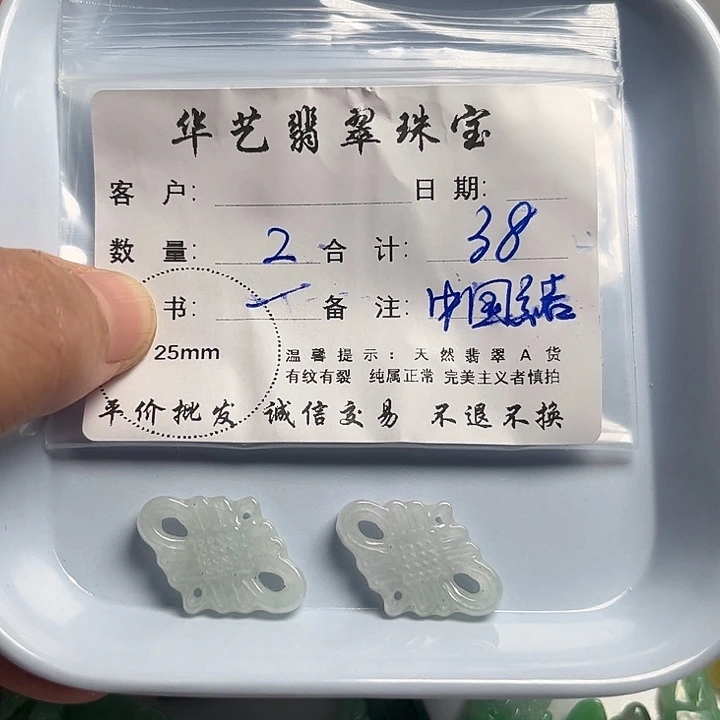 华艺翡翠珠宝
客 户: 日 期:
数 量: 2 合 计: 38
书: 一 备 注: 中国结
25mm
温馨提示: 天然翡翠A货
有纹有裂 纯属正常 完美主义者慎拍
平价批发 诚信交易 不退不换